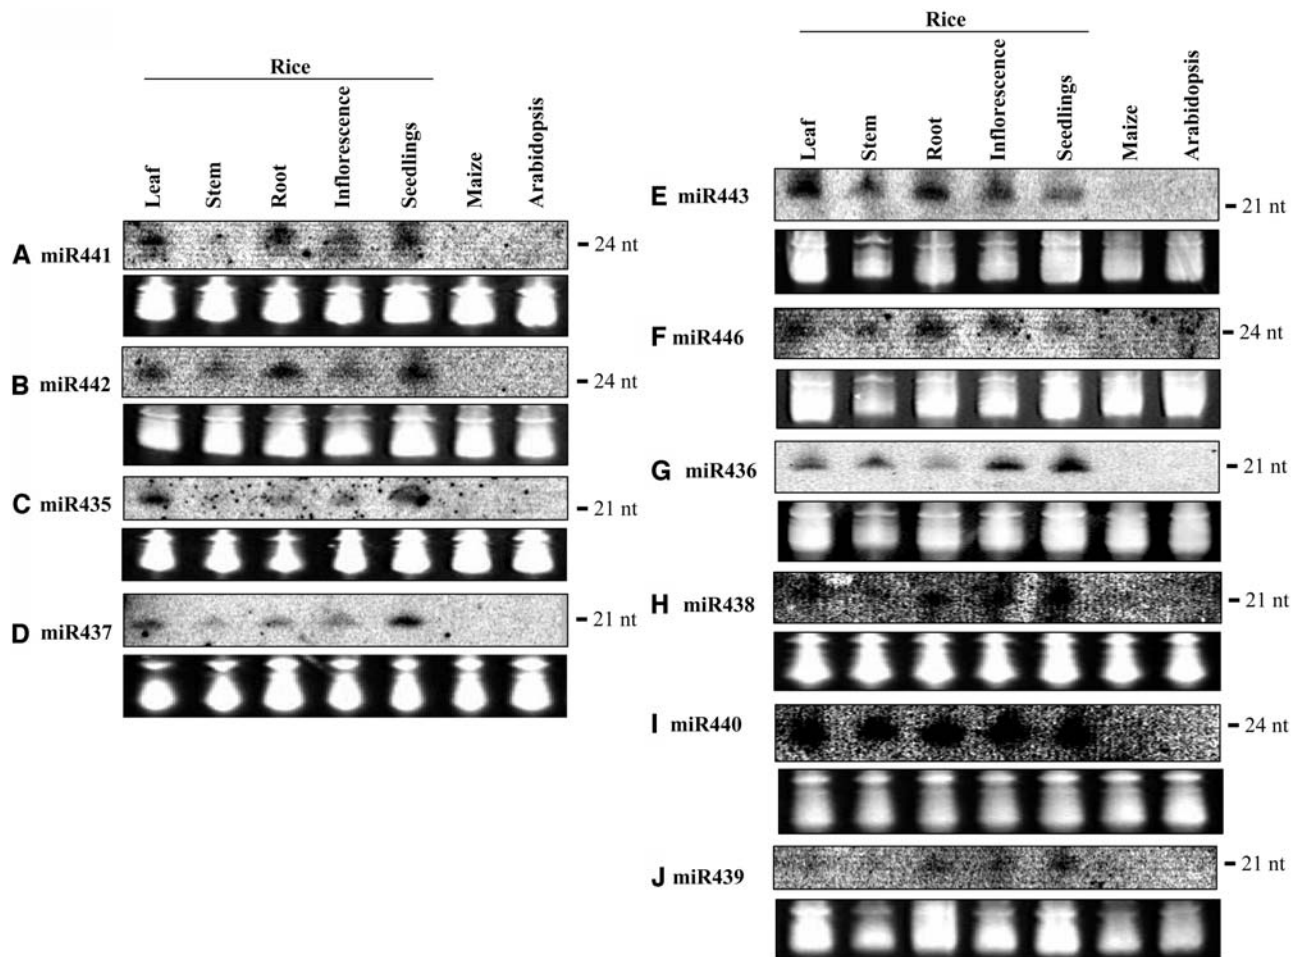 Rice
Leaf
Stem
Root
Inflorescence
Seedlings
Maize
Arabidopsis
A miR441
24 nt
B miR442
24 nt
C miR435
21 nt
D miR437
21 nt
Rice
Leaf
Stem
Root
Inflorescence
Seedlings
Maize
Arabidopsis
E miR443
21 nt
F miR446
24 nt
G miR436
21 nt
H miR438
21 nt
I miR440
24 nt
J miR439
21 nt